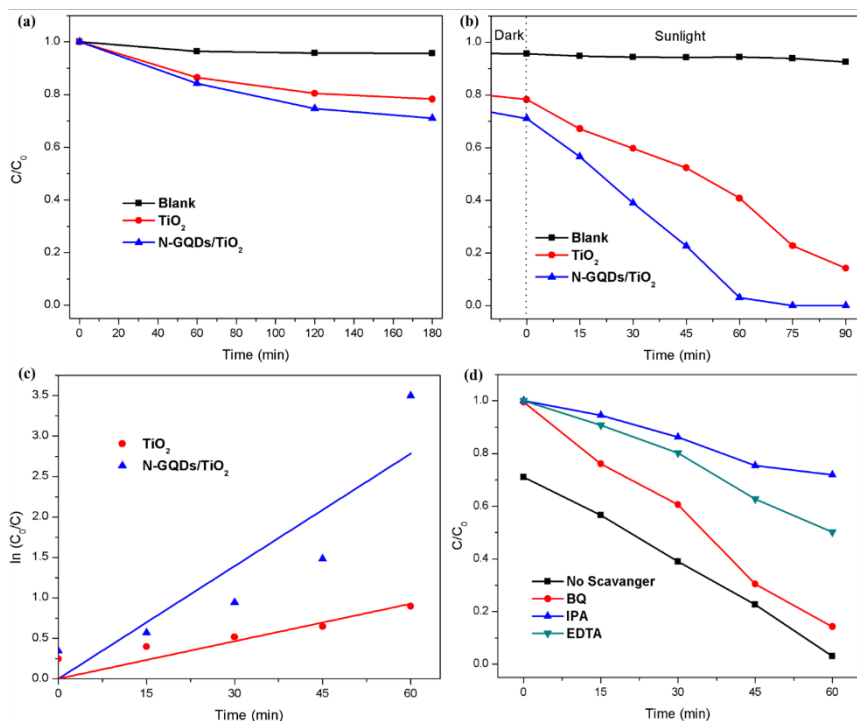 (a)
C/C0
1.0
0.8
0.6
0.4
0.2
0.0
Blank
TiO2
N-GQDs/TiO2
0 20 40 60 80 100 120 140 160 180
Time (min)
(b)
Dark Sunlight
C/C0
1.0
0.8
0.6
0.4
0.2
0.0
Blank
TiO2
N-GQDs/TiO2
0 15 30 45 60 75 90
Time (min)
(c)
ln (C0/C)
3.5
3.0
2.5
2.0
1.5
1.0
0.5
0.0
TiO2
N-GQDs/TiO2
0 15 30 45 60
Time (min)
(d)
C/C0
1.0
0.8
0.6
0.4
0.2
0.0
No Scavanger
BQ
IPA
EDTA
0 15 30 45 60
Time (min)